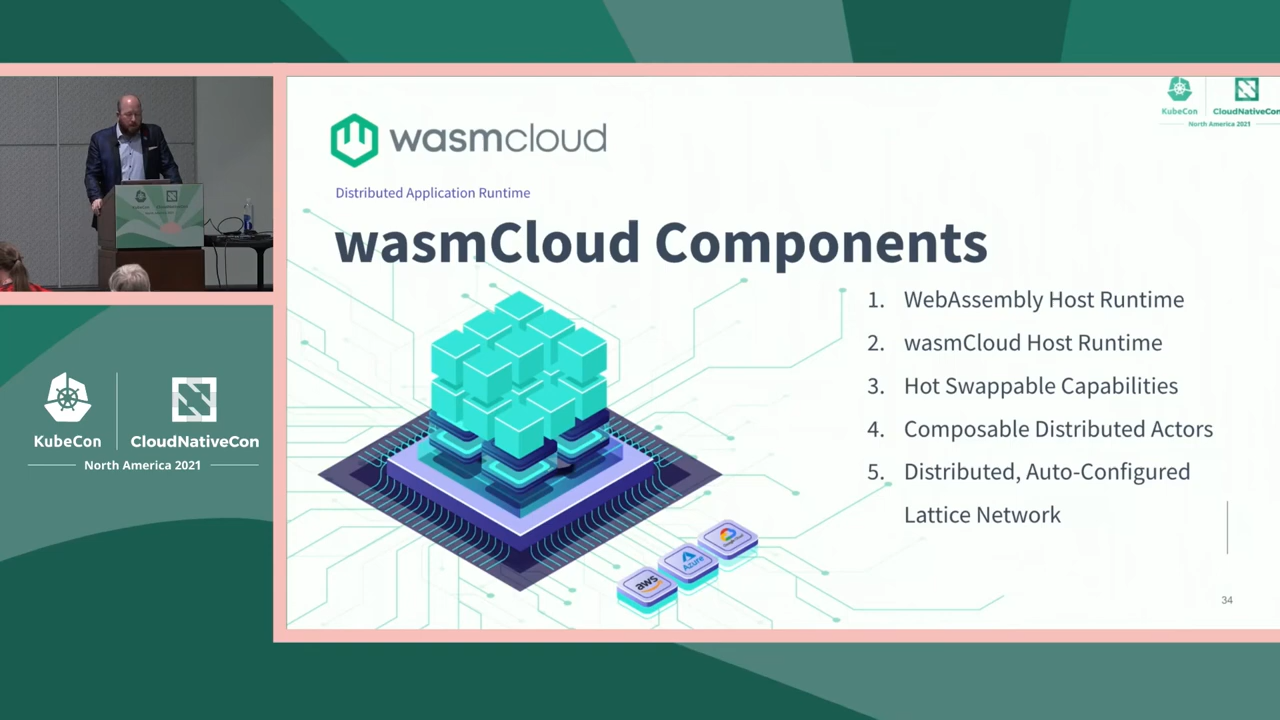 KubeCon
CloudNativeCon
North America 2021
wasmcloud
Distributed Application Runtime
wasmCloud Components
1. WebAssembly Host Runtime
2. wasmCloud Host Runtime
3. Hot Swappable Capabilities
4. Composable Distributed Actors
5. Distributed, Auto-Configured
Lattice Network
aws
Azure
34
KubeCon
CloudNativeCon
North America 2021